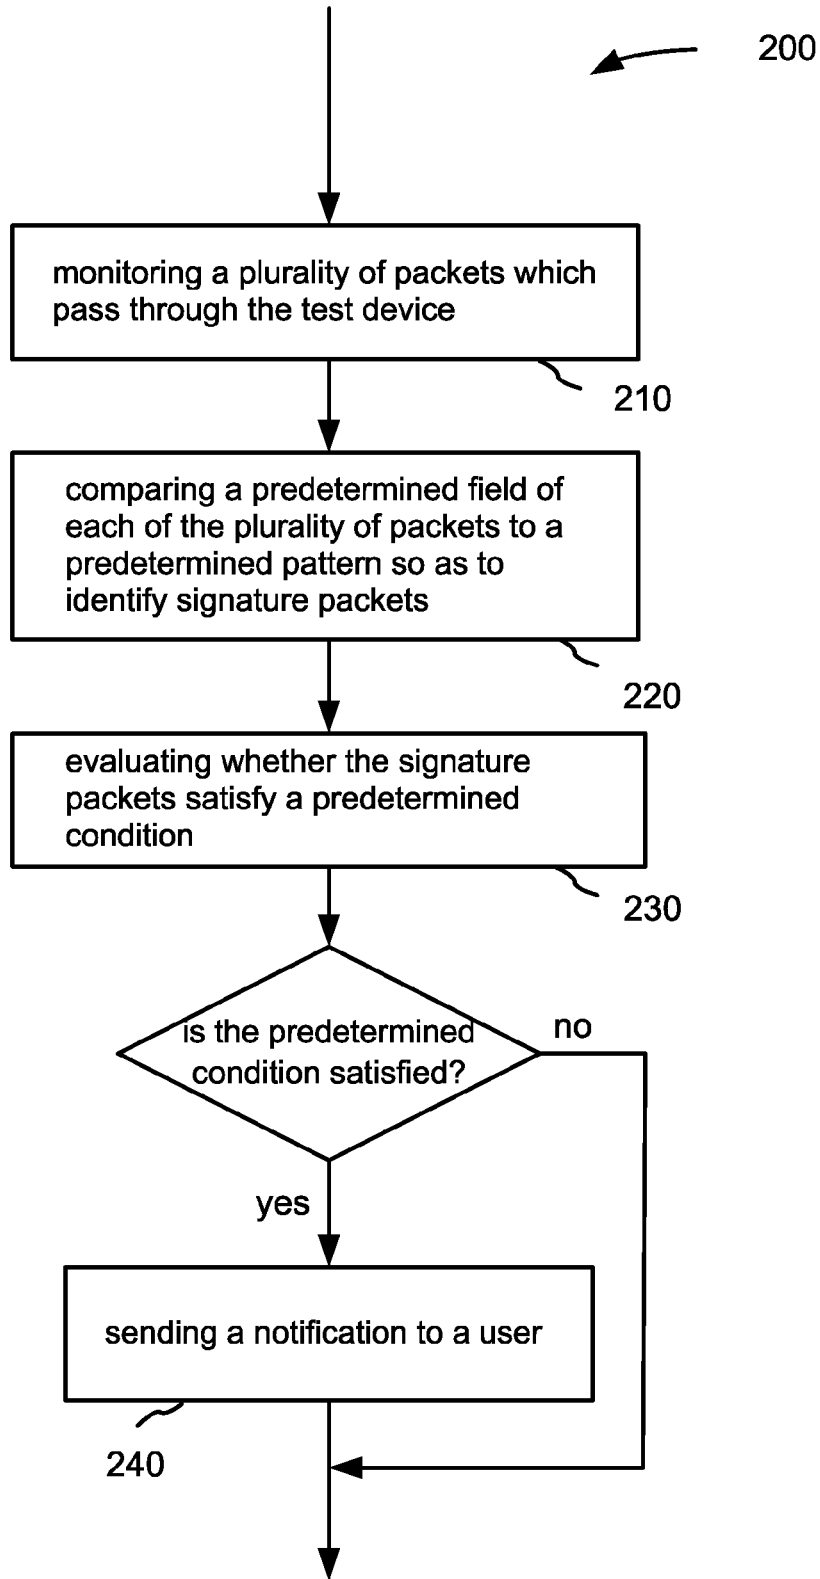 200
monitoring a plurality of packets which
pass through the test device
210
comparing a predetermined field of
each of the plurality of packets to a
predetermined pattern so as to
identify signature packets
220
evaluating whether the signature
packets satisfy a predetermined
condition
230
is the predetermined
condition satisfied?
no
yes
sending a notification to a user
240